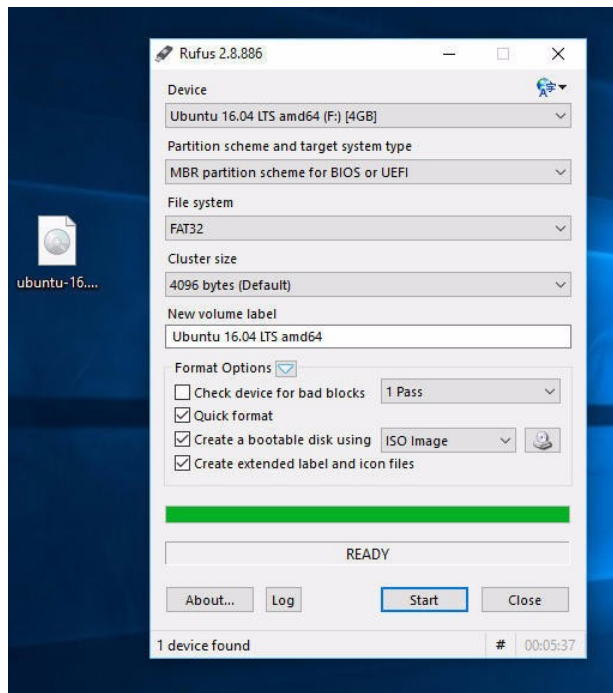 Rufus 2.8.886
Device
Ubuntu 16.04 LTS amd64 (F:) [4GB]
Partition scheme and target system type
MBR partition scheme for BIOS or UEFI
File system
FAT32
Cluster size
4096 bytes (Default)
New volume label
Ubuntu 16.04 LTS amd64
Format Options
Check device for bad blocks 1 Pass
Quick format
Create a bootable disk using ISO Image
Create extended label and icon files
READY
About... Log Start Close
1 device found # 00:05:37
ubuntu-16....